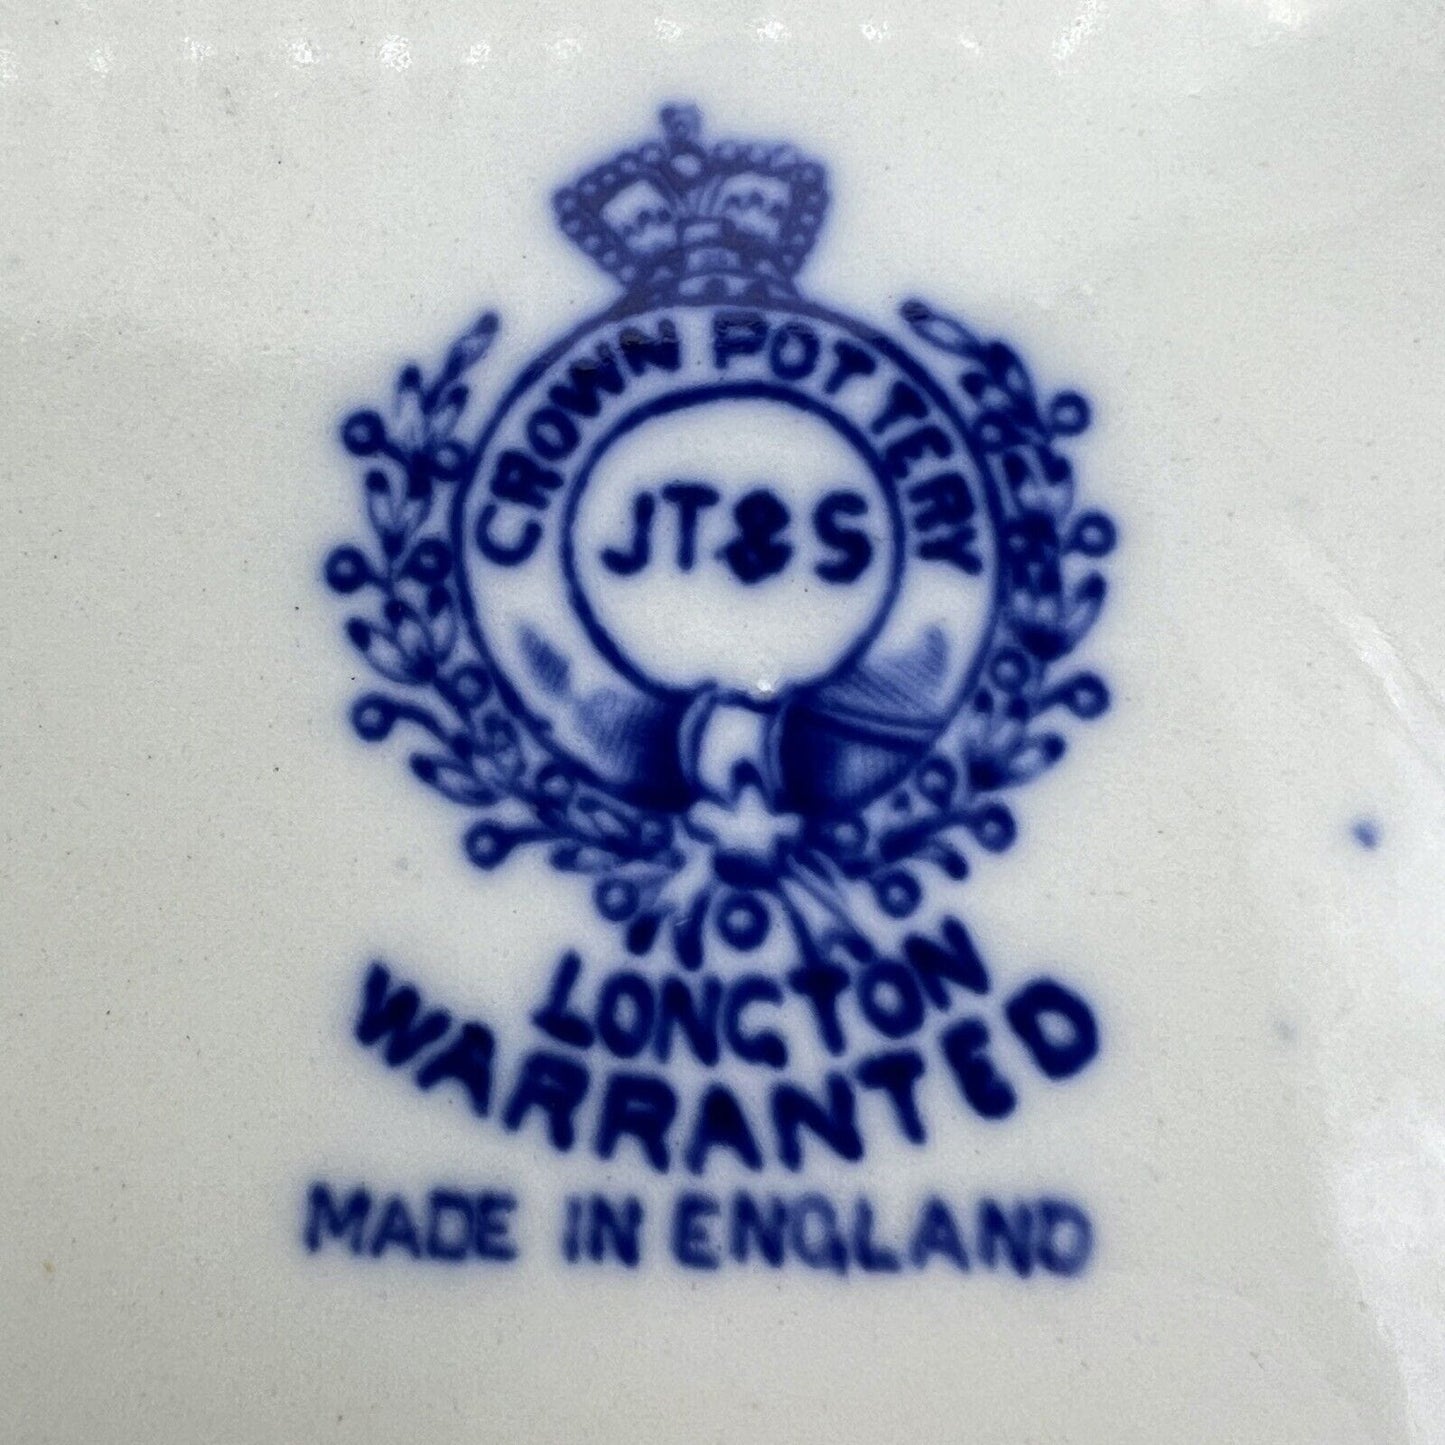 CROWN POTTERY
JT&S
LONGTON
WARRANTED
MADE IN ENGLAND